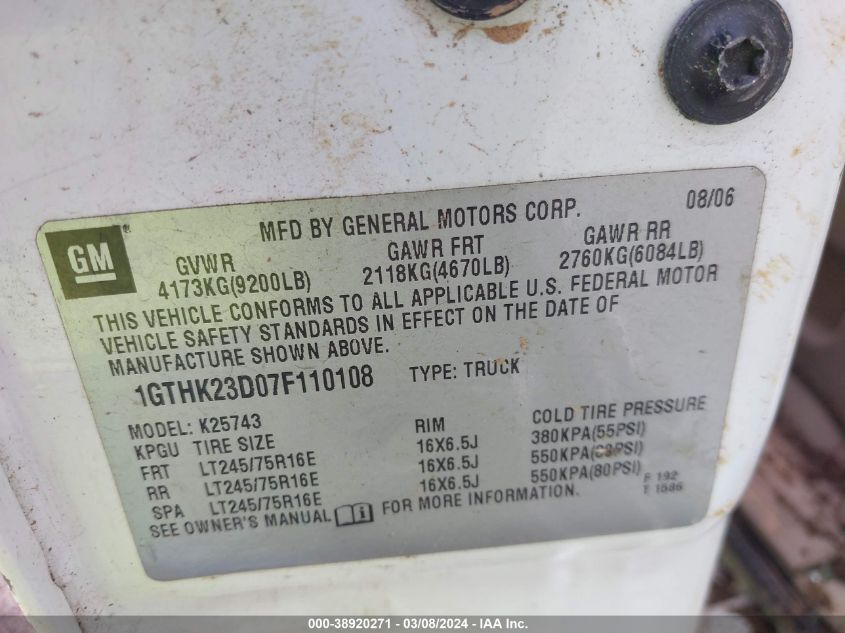 08/06
MFD BY GENERAL MOTORS CORP.
GM
GVWR GAWR FRT GAWR RR
4173KG(9200LB) 2118KG(4670LB) 2760KG(6084LB)
THIS VEHICLE CONFORMS TO ALL APPLICABLE U.S. FEDERAL MOTOR
VEHICLE SAFETY STANDARDS IN EFFECT ON THE DATE OF
MANUFACTURE SHOWN ABOVE.
1GTHK23D07F110108 TYPE: TRUCK
MODEL: K25743
KPGU TIRE SIZE RIM COLD TIRE PRESSURE
FRT LT245/75R16E 16X6.5J 380KPA(55PSI)
RR LT245/75R16E 16X6.5J 550KPA
SPA LT245/75R16E 16X6.5J 550KPA(80PSI)
SEE OWNER'S MANUAL FOR MORE INFORMATION.
192
1586
000-38920271 - 03/08/2024 - IAA Inc.